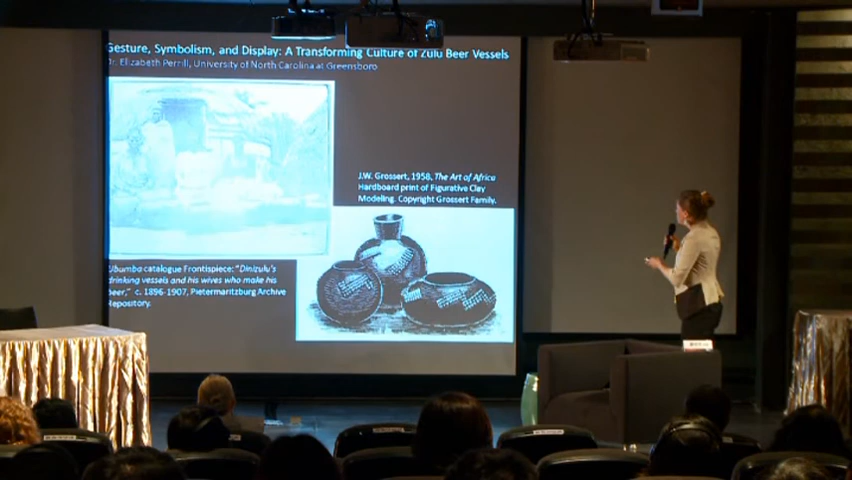 Gesture, Symbolism, and Display: A Transforming Culture of Zulu Beer Vessels
Dr. Elizabeth Perrill, University of North Carolina at Greensboro
J.W. Grossert, 1958, The Art of Africa
Hardboard print of Figurative Clay
Modeling. Copyright Grossert Family.
Ubumba catalogue Frontispiece: "Dinizulu's
drinking vessels and his wives who make his
beer," c. 1896-1907, Pietermaritzburg Archive
Repository.